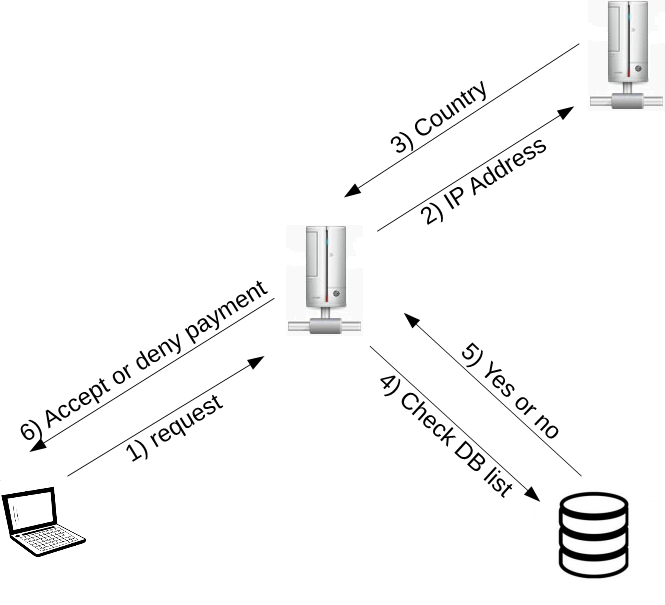 3) Country
2) IP Address
6) Accept or deny payment
1) request
5) Yes or no
4) Check DB list